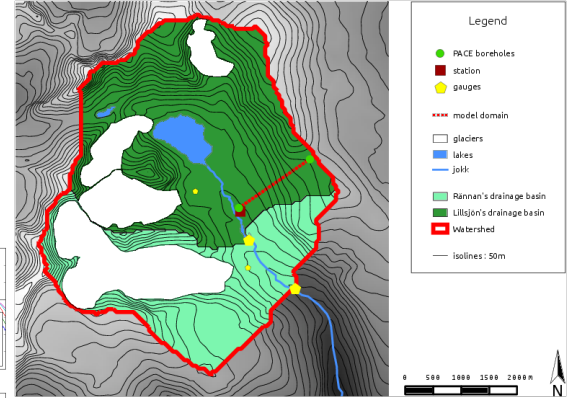 Legend
PACE boreholes
station
gauges
model domain
glaciers
lakes
jokk
Rännan's drainage basin
Lillsjön's drainage basin
Watershed
isolines : 50m
0 500 1000 1500 2000 m
N